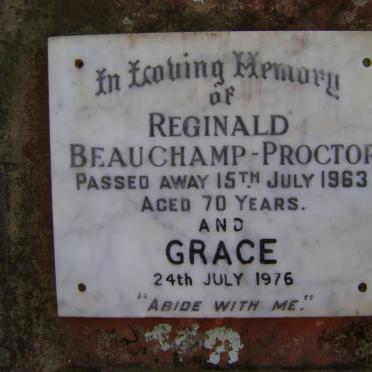 In Loving Memory
of
REGINALD
BEAUCHAMP-PROCTOR
PASSED AWAY 15TH JULY 1963
AGED 70 YEARS.
AND
GRACE
24th JULY 1976
"ABIDE WITH ME."